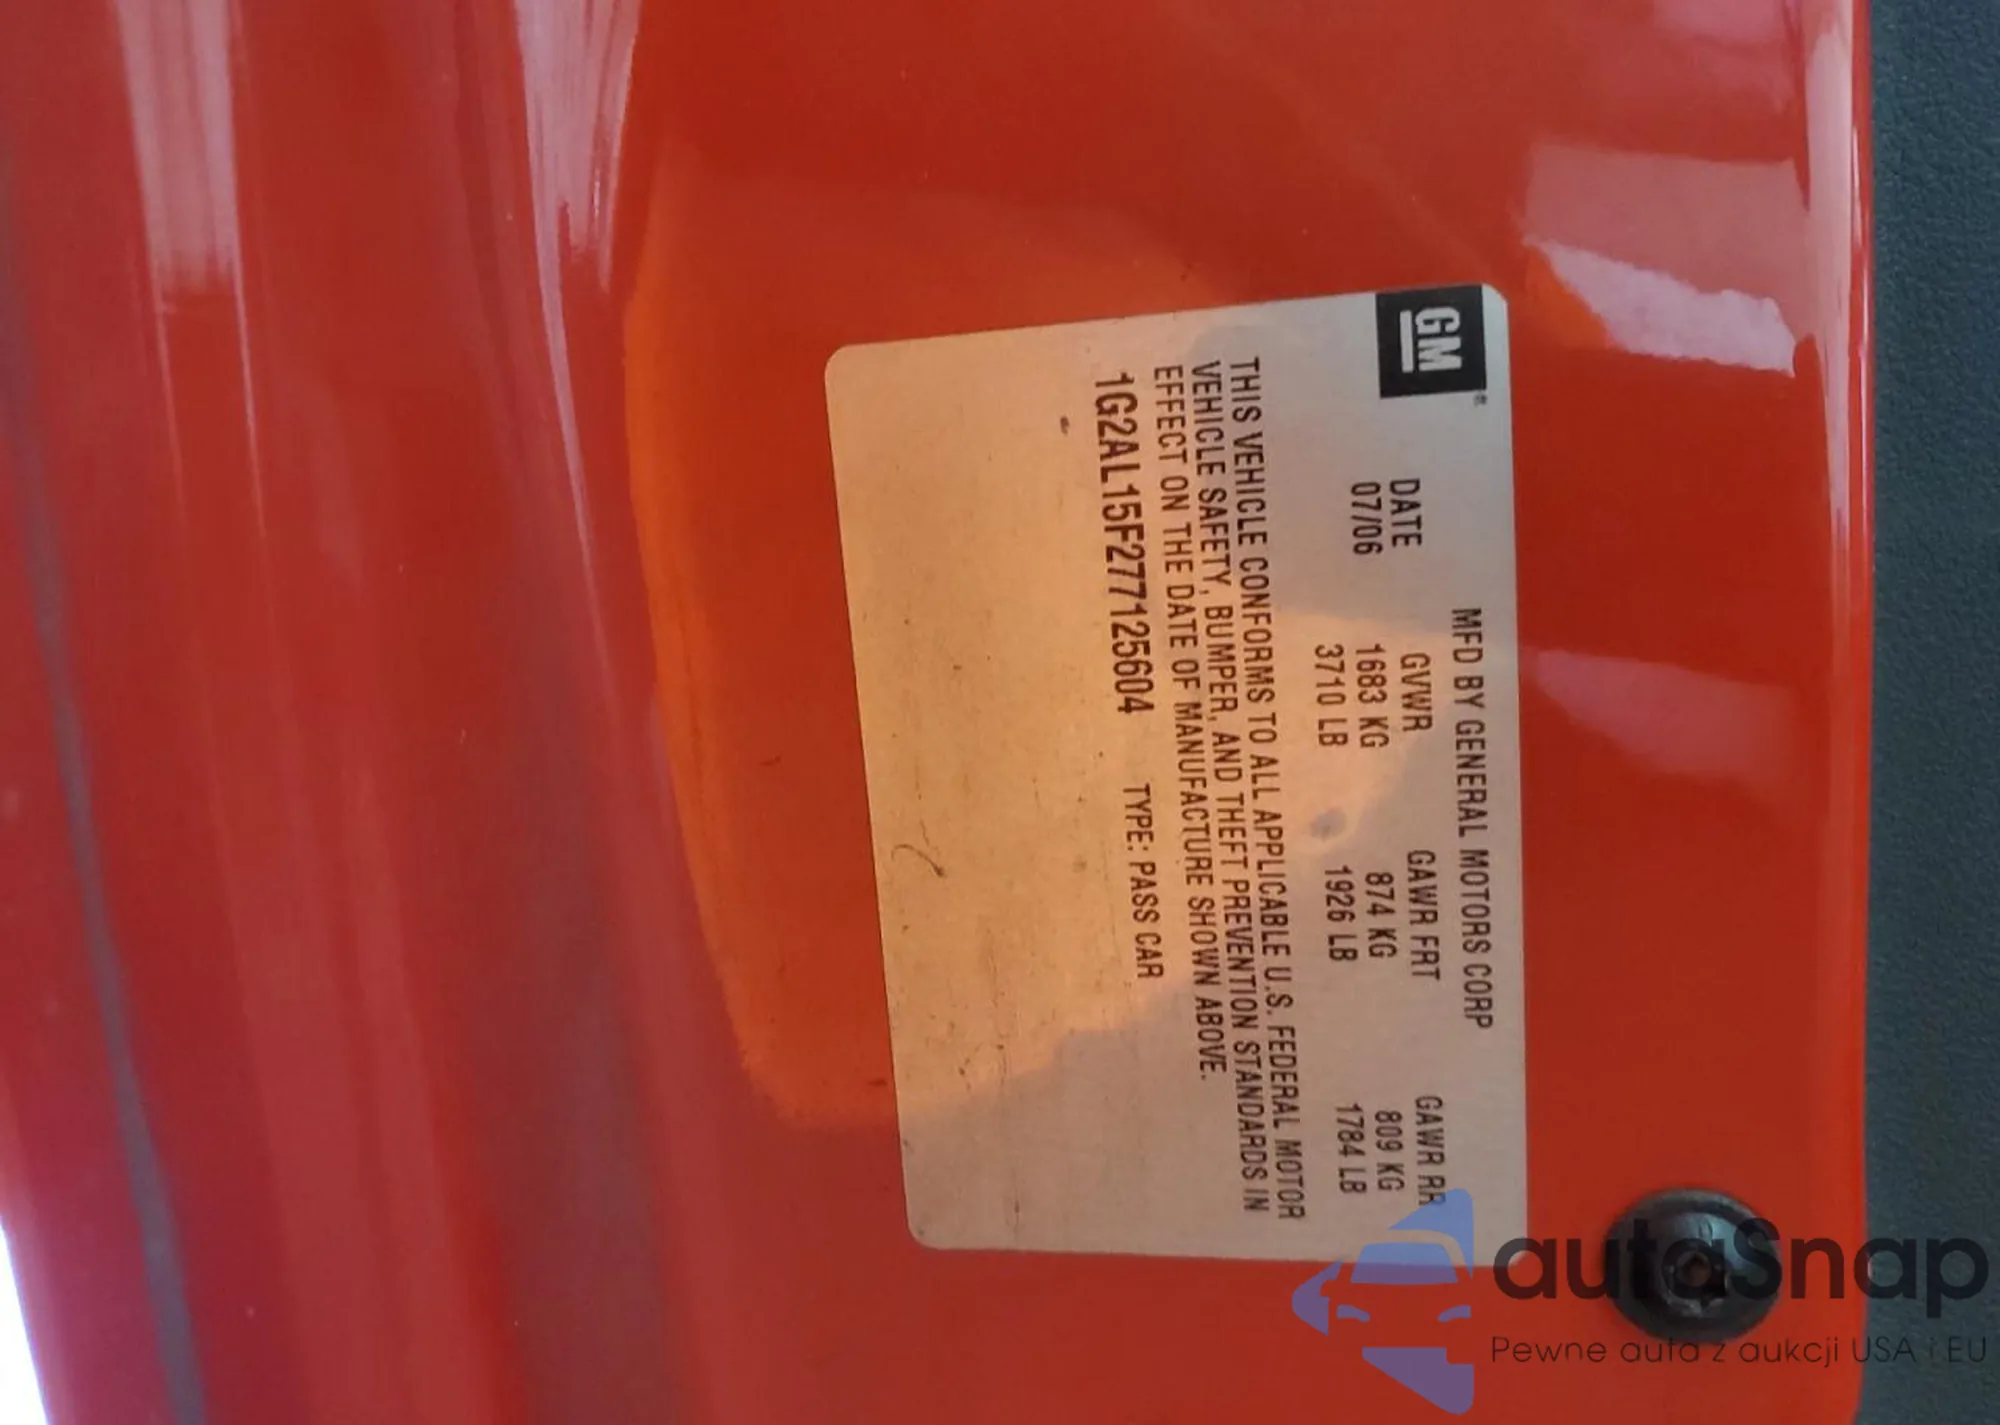 GM®
MFD BY GENERAL MOTORS CORP
DATE GVWR GAWR FRT GAWR RR
07/06 1683 KG 874 KG 809 KG
3710 LB 1926 LB 1784 LB
THIS VEHICLE CONFORMS TO ALL APPLICABLE U.S. FEDERAL MOTOR
VEHICLE SAFETY, BUMPER, AND THEFT PREVENTION STANDARDS IN
EFFECT ON THE DATE OF MANUFACTURE SHOWN ABOVE.
1G2AL15F277125604 TYPE: PASS CAR
autaSnap
Pewne auta z aukcji USA i EU